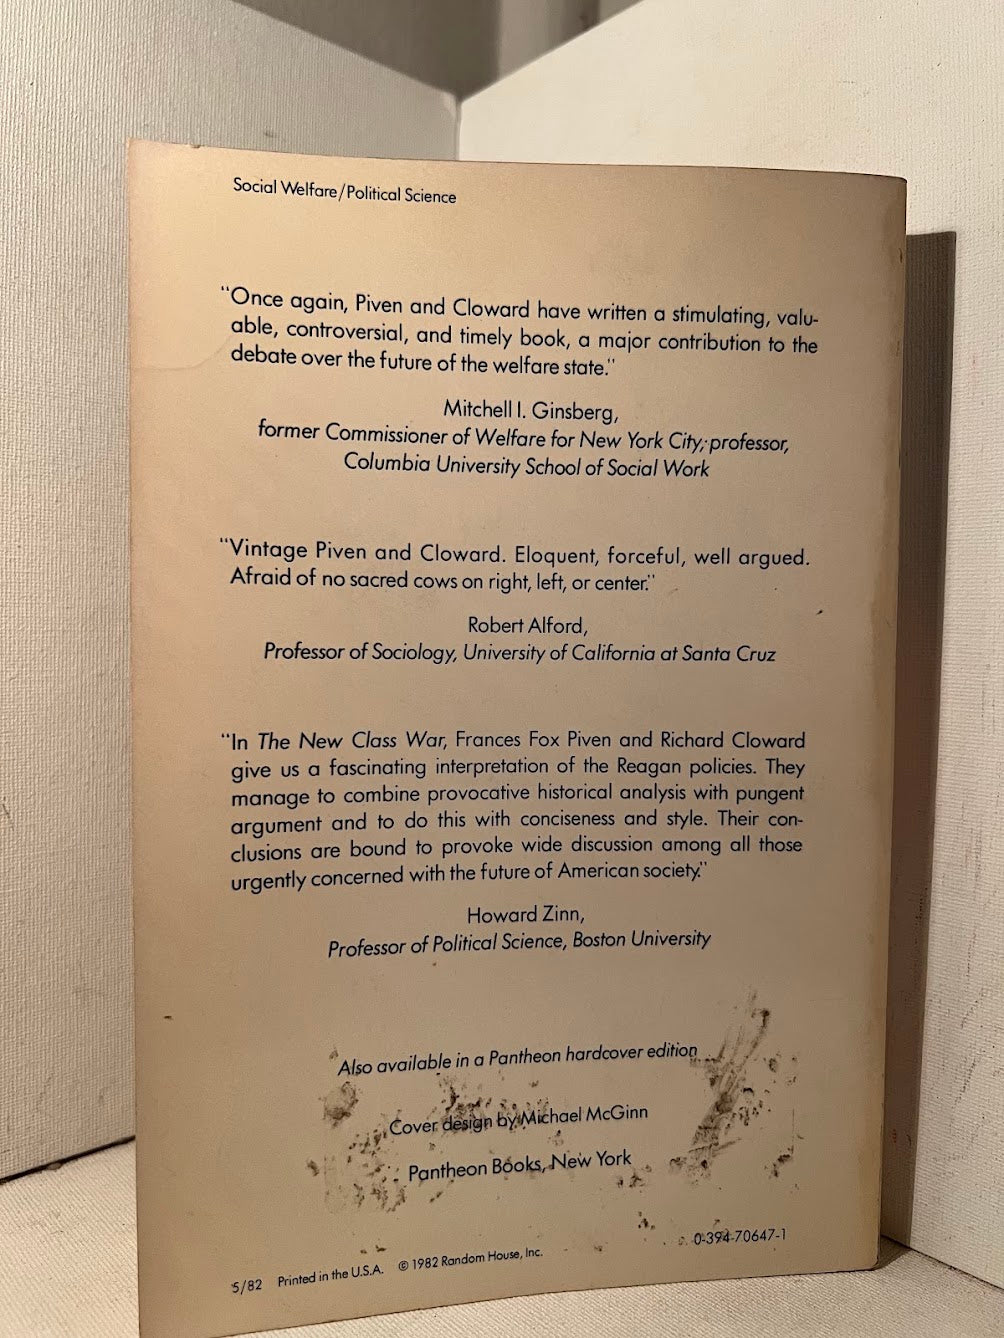 Social Welfare/Political Science
"Once again, Piven and Cloward have written a stimulating, valu-
able, controversial, and timely book, a major contribution to the
debate over the future of the welfare state."
Mitchell I. Ginsberg,
former Commissioner of Welfare for New York City; professor,
Columbia University School of Social Work
"Vintage Piven and Cloward. Eloquent, forceful, well argued.
Afraid of no sacred cows on right, left, or center."
Robert Alford,
Professor of Sociology, University of California at Santa Cruz
"In The New Class War, Frances Fox Piven and Richard Cloward
give us a fascinating interpretation of the Reagan policies. They
manage to combine provocative historical analysis with pungent
argument and to do this with conciseness and style. Their con-
clusions are bound to provoke wide discussion among all those
urgently concerned with the future of American society."
Howard Zinn,
Professor of Political Science, Boston University
Also available in a Pantheon hardcover edition
Cover design by Michael McGinn
Pantheon Books, New York
5/82 Printed in the U.S.A. © 1982 Random House, Inc. 0-394-70647-1